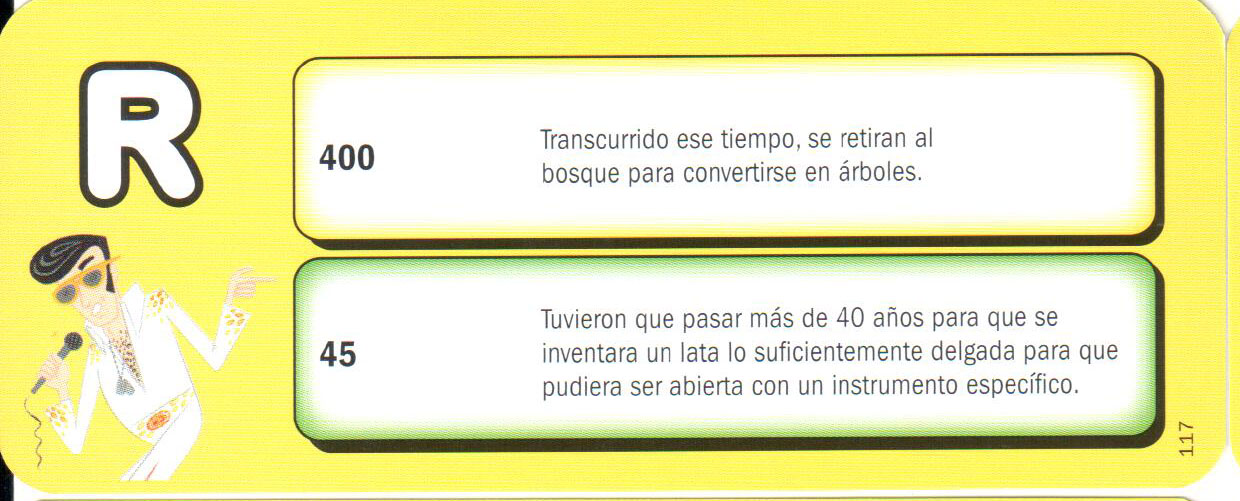 R
400
Transcurrido ese tiempo, se retiran al
bosque para convertirse en árboles.
45
Tuvieron que pasar más de 40 años para que se
inventara un lata lo suficientemente delgada para que
pudiera ser abierta con un instrumento específico.
117